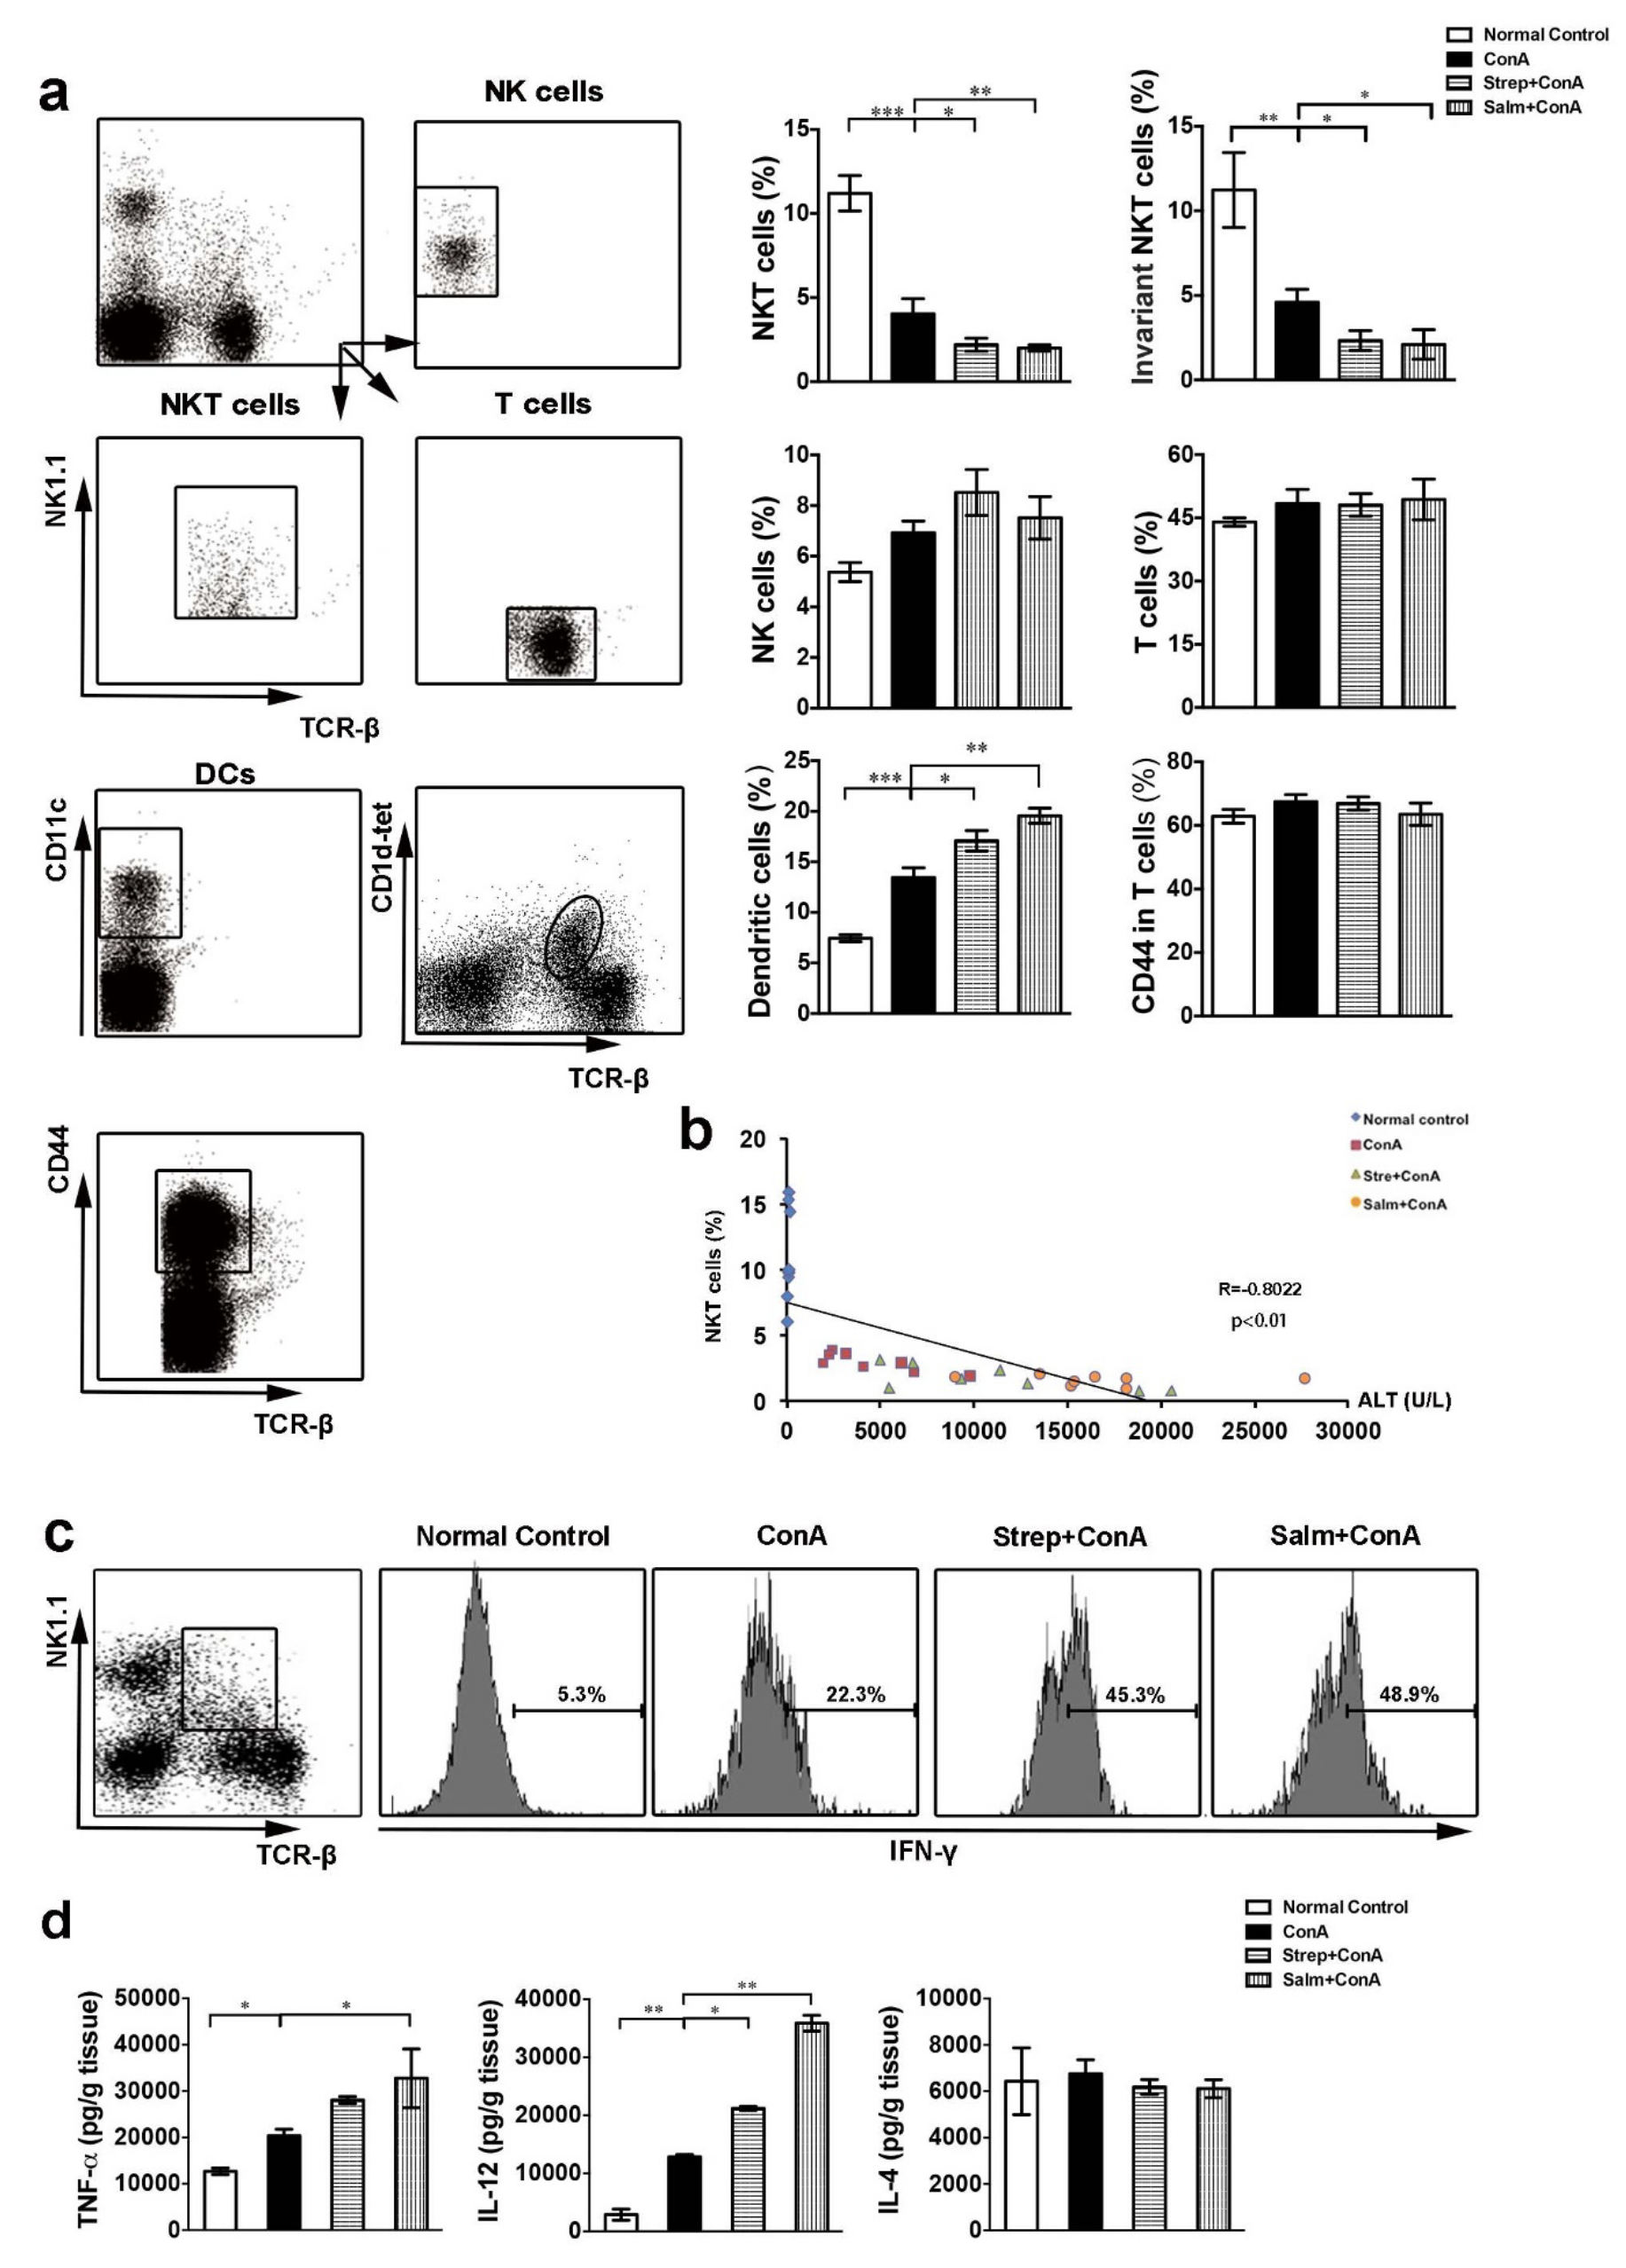 a
NK cells
NKT cells
T cells
NK1.1
TCR-β
DCs
CD11c
CD1d-tet
TCR-β
CD44
TCR-β
Normal Control
ConA
Strep+ConA
Salm+ConA
NKT cells (%)
15
10
5
0
*** * **
Invariant NKT cells (%)
15
10
5
0
** * *
NK cells (%)
10
8
6
4
2
0
T cells (%)
60
45
30
15
0
Dendritic cells (%)
25
20
15
10
5
0
*** * **
CD44 in T cells (%)
80
60
40
20
0
b
NKT cells (%)
20
15
10
5
0
0 5000 10000 15000 20000 25000 30000
ALT (U/L)
R=-0.8022
p<0.01
Normal control
ConA
Stre+ConA
Salm+ConA
c
NK1.1
TCR-β
Normal Control
ConA
Strep+ConA
Salm+ConA
5.3%
22.3%
45.3%
48.9%
IFN-γ
d
Normal Control
ConA
Strep+ConA
Salm+ConA
TNF-α (pg/g tissue)
50000
40000
30000
20000
10000
0
* *
IL-12 (pg/g tissue)
40000
30000
20000
10000
0
** * **
IL-4 (pg/g tissue)
10000
8000
6000
4000
2000
0